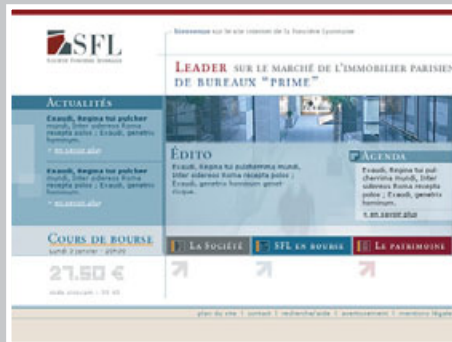 SFL
SOCIÉTÉ FONCIÈRE LYONNAISE
Bienvenue sur le site internet de la Foncière Lyonnaise
LEADER SUR LE MARCHÉ DE L'IMMOBILIER PARISIEN
DE BUREAUX "PRIME"
ACTUALITÉS
Exaudi, Regina tui pulcher
mundi, Inter sidereos Roma
recepta polos ; Exaudi, genetrix
hominum.
+ en savoir plus
Exaudi, Regina tui pulcher
mundi, Inter sidereos Roma
recepta polos ; Exaudi, genetrix
hominum.
+ en savoir plus
ÉDITO
Exaudi, Regina tui pulcherrima mundi,
Inter sidereos Roma recepta polos ;
Exaudi, genetrix hominum genet-
rixque.
AGENDA
Exaudi, Regina tui pul-
cherrima mundi, Inter
sidereos Roma recepta
polos ; Exaudi, genetrix
hominum.
+ en savoir plus
COURS DE BOURSE
27.50 €
LA SOCIÉTÉ
SFL EN BOURSE
LE PATRIMOINE
plan du site | contact | recherche/aide | avertissement | mentions légales